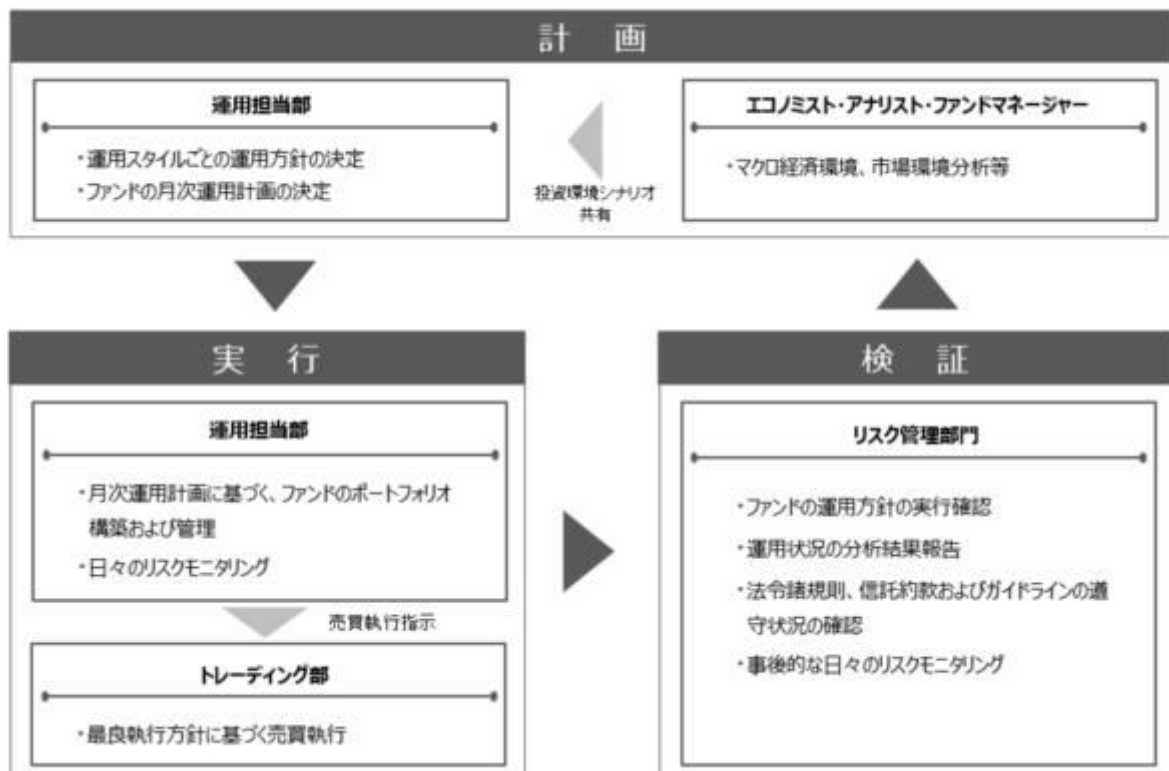 計 画
運用担当部
・運用スタイルごとの運用方針の決定
・ファンドの月次運用計画の決定
投資環境シナリオ
共有
エコノミスト・アナリスト・ファンドマネージャー
・マクロ経済環境、市場環境分析等
実 行
運用担当部
・月次運用計画に基づく、ファンドのポートフォリオ
構築および管理
・日々のリスクモニタリング
売買執行指示
トレーディング部
・最良執行方針に基づく売買執行
検 証
リスク管理部門
・ファンドの運用方針の実行確認
・運用状況の分析結果報告
・法令諸規則、信託約款およびガイドラインの遵
守状況の確認
・事後的な日々のリスクモニタリング